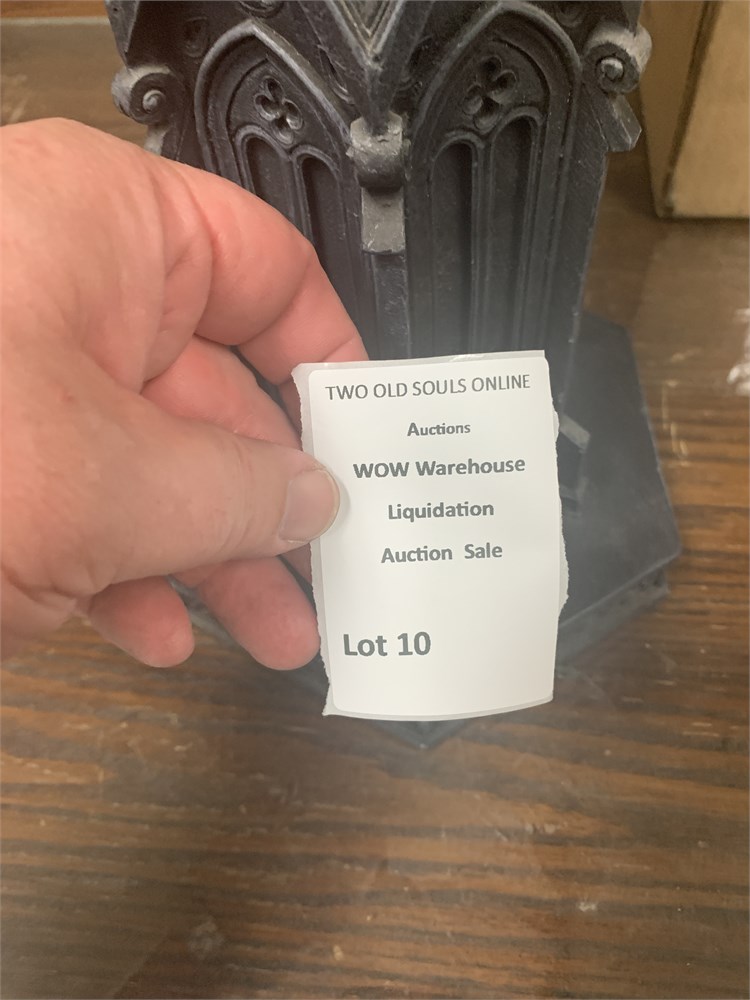 TWO OLD SOULS ONLINE
Auctions
WOW Warehouse
Liquidation
Auction Sale
Lot 10